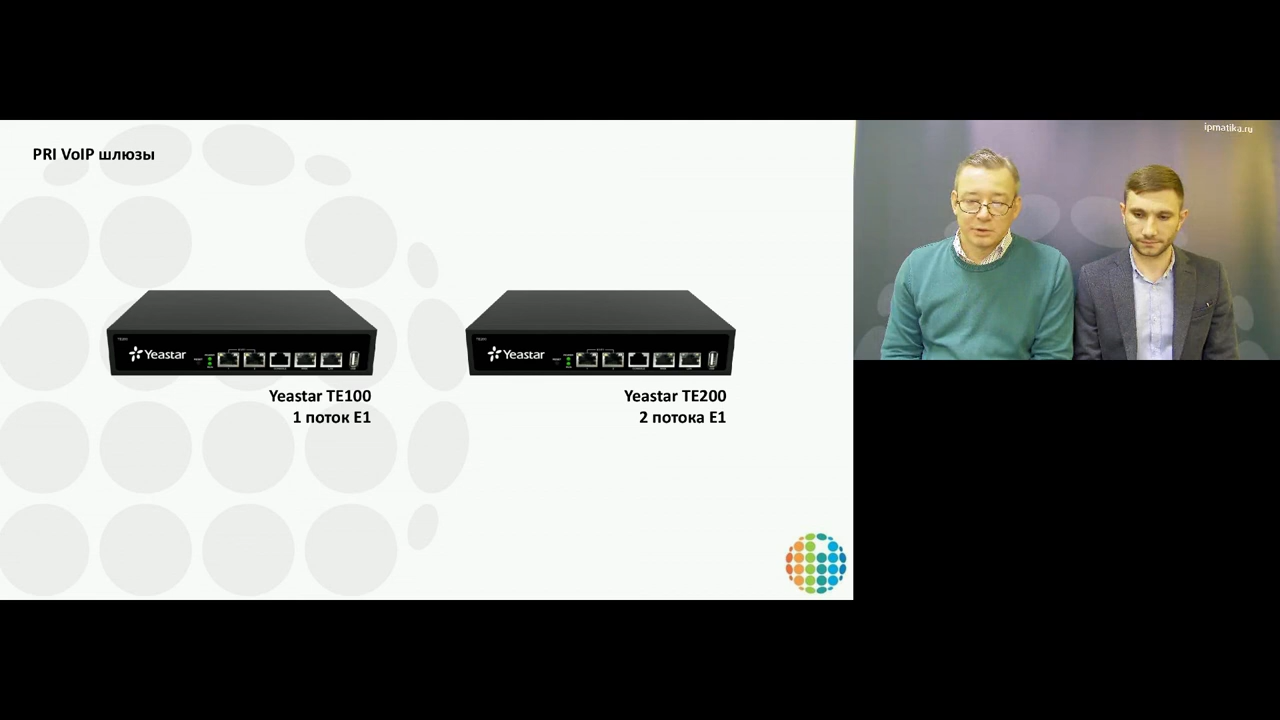 PRI VoIP шлюзы
ipmatika.ru
Yeastar
Yeastar
Yeastar TE100
1 поток E1
Yeastar TE200
2 потока E1